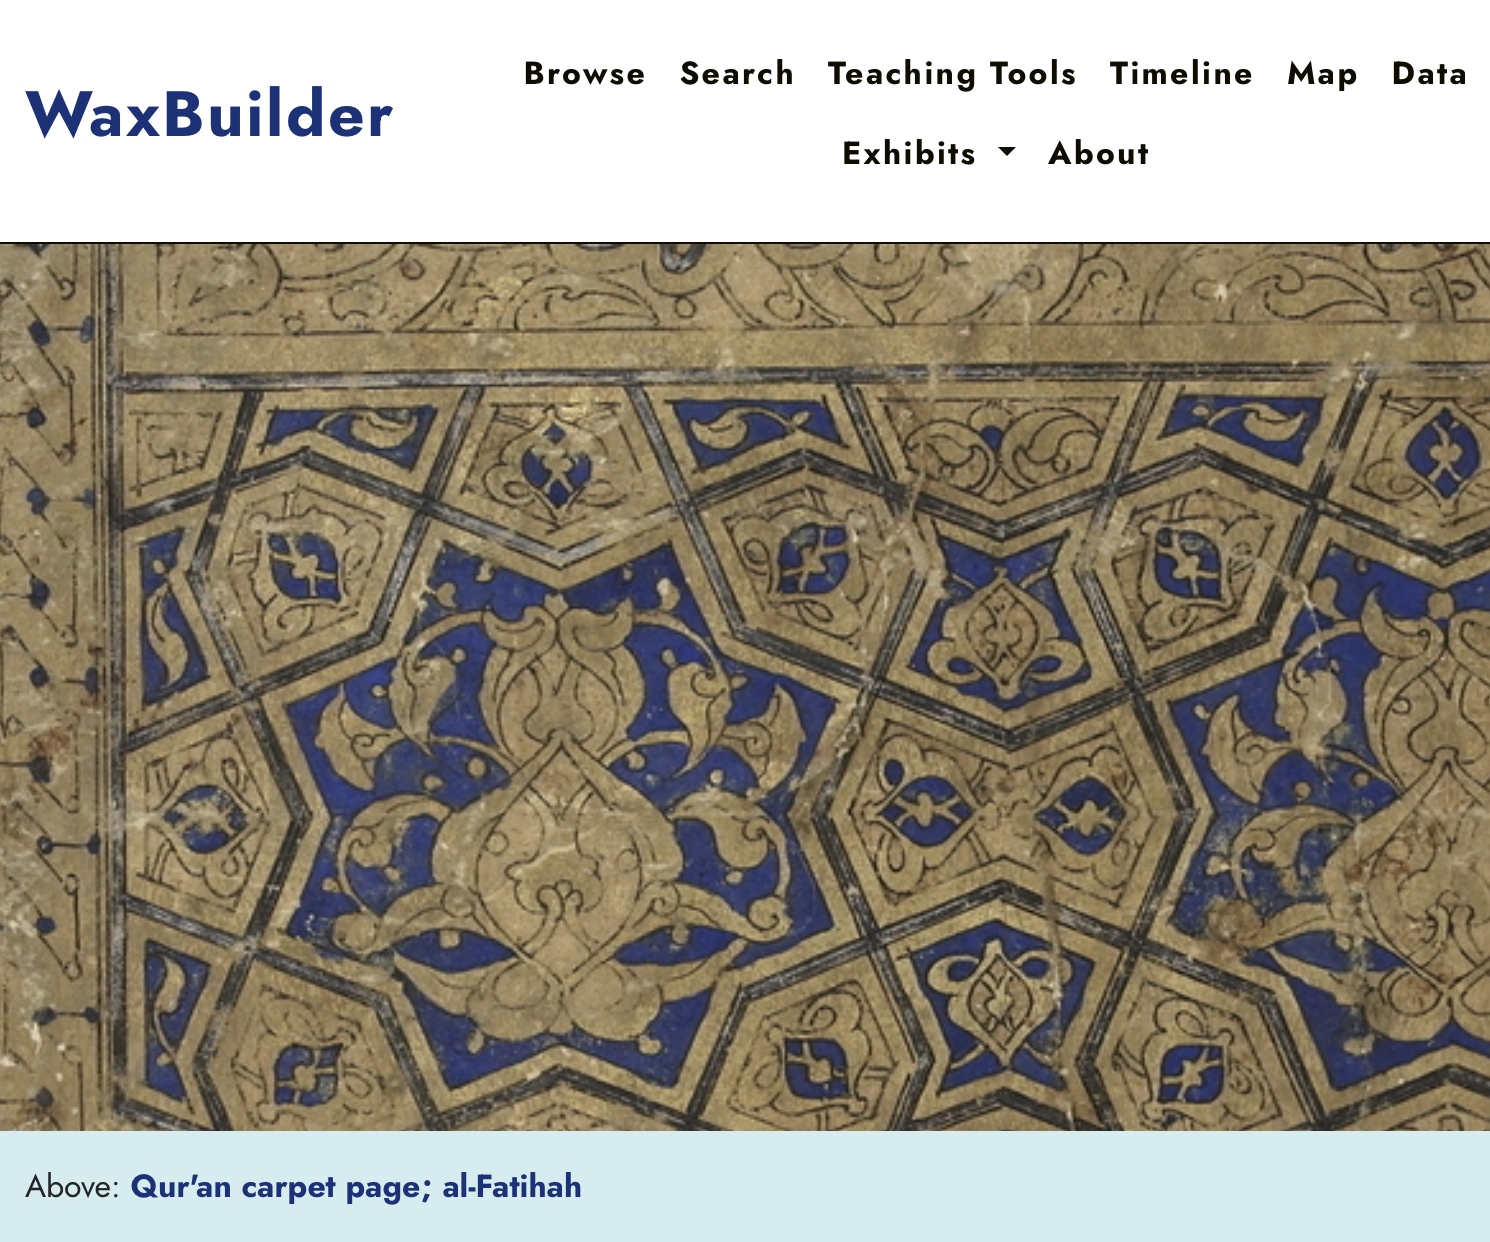 WaxBuilder
Browse Search Teaching Tools Timeline Map Data
Exhibits About
Above: Qur'an carpet page; al-Fatihah